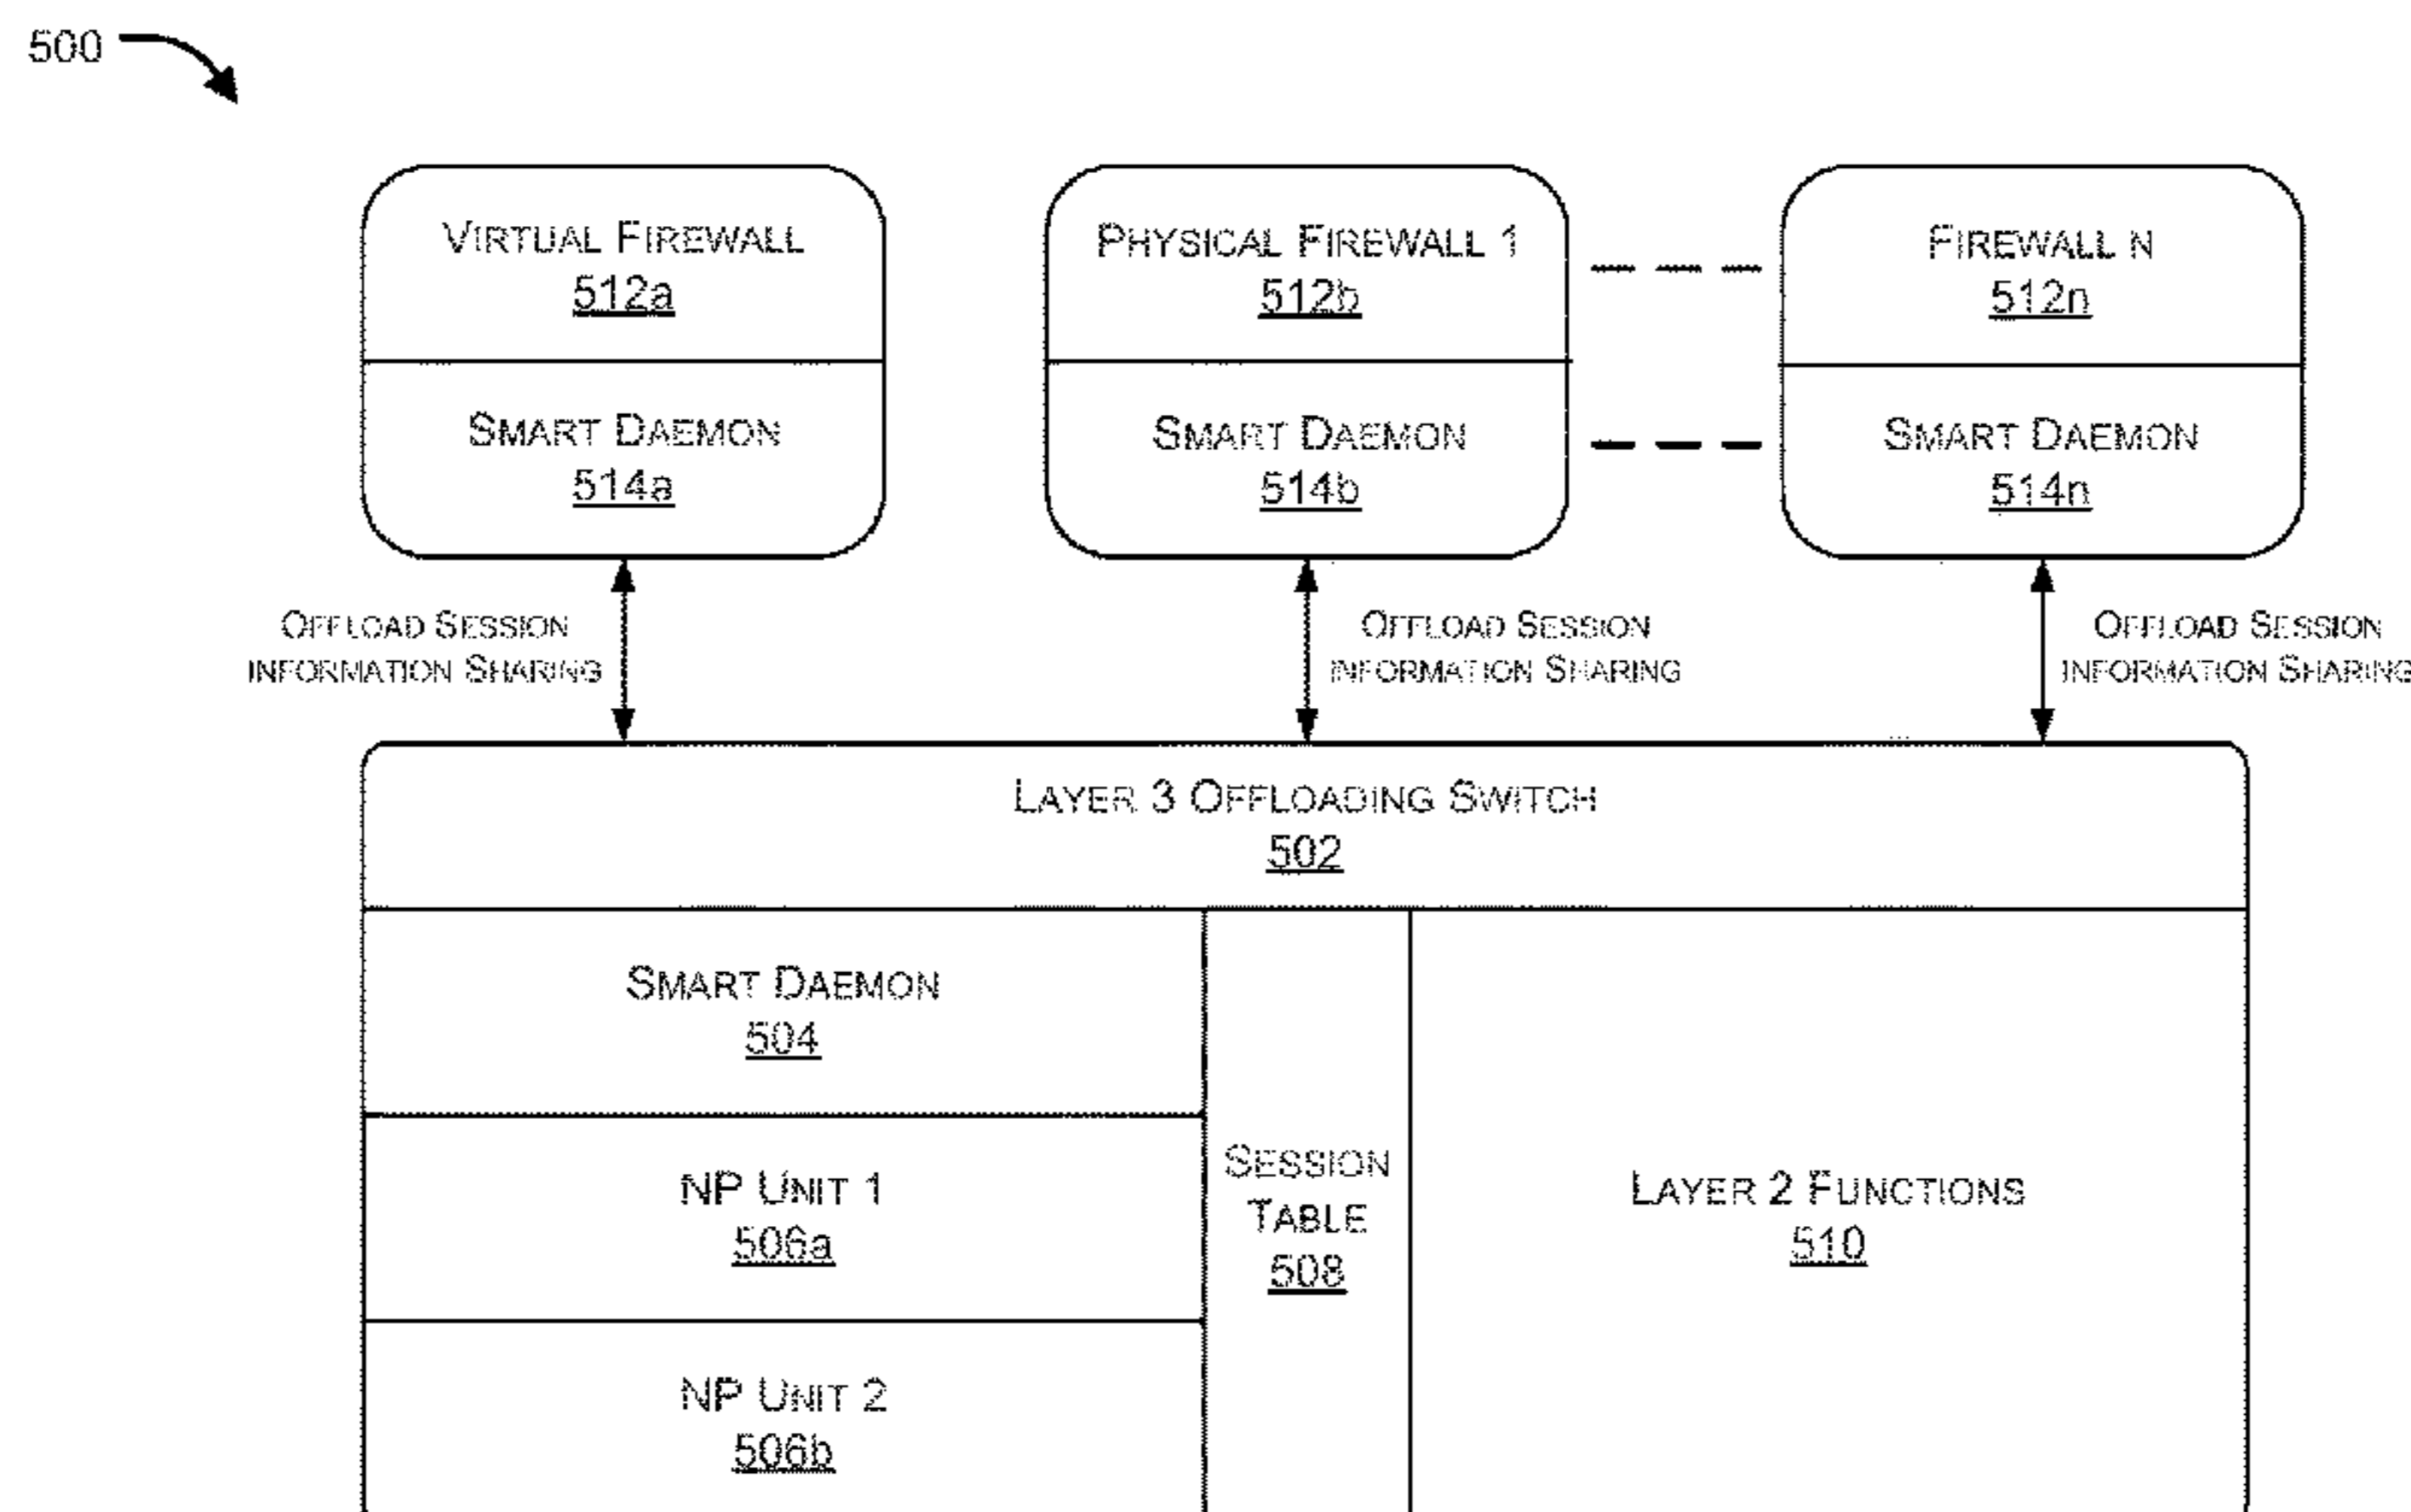 500
VIRTUAL FIREWALL
512a
SMART DAEMON
514a
PHYSICAL FIREWALL 1
512b
SMART DAEMON
514b
FIREWALL N
512n
SMART DAEMON
514n
OFFLOAD SESSION
INFORMATION SHARING
OFFLOAD SESSION
INFORMATION SHARING
OFFLOAD SESSION
INFORMATION SHARING
LAYER 3 OFFLOADING SWITCH
502
SMART DAEMON
504
NP UNIT 1
506a
NP UNIT 2
506b
SESSION
TABLE
508
LAYER 2 FUNCTIONS
510